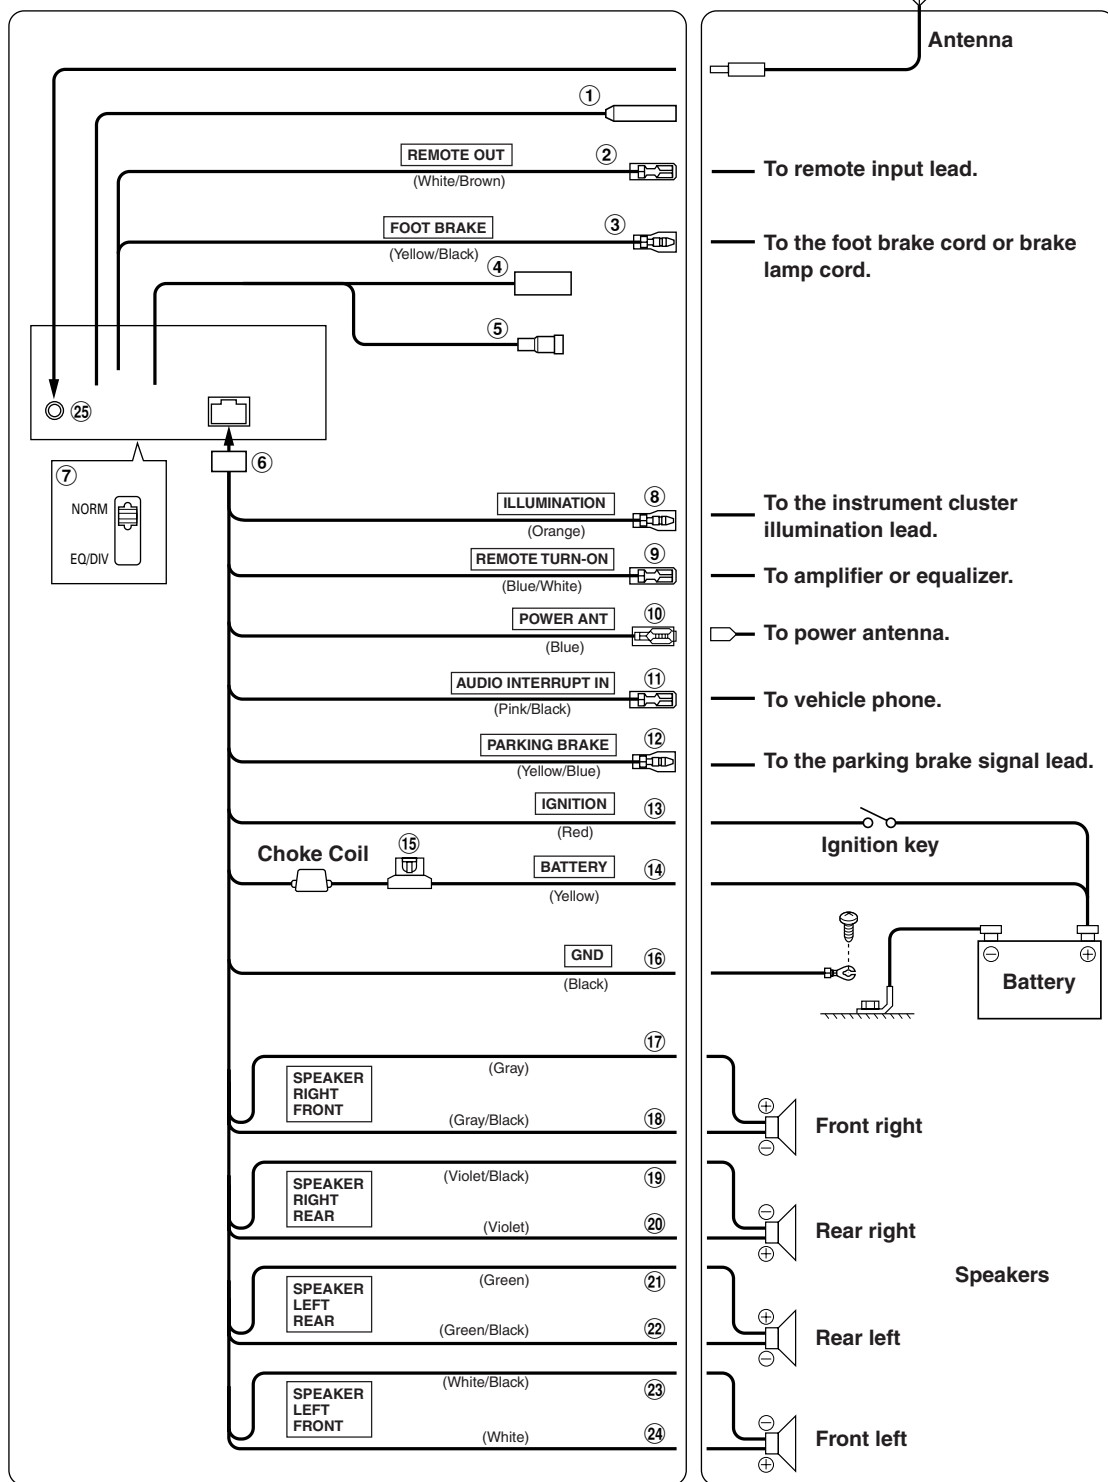 Antenna
①
REMOTE OUT
②
(White/Brown)
To remote input lead.
FOOT BRAKE
③
(Yellow/Black)
To the foot brake cord or brake
lamp cord.
④
⑤
㉕
⑥
⑦
NORM
EQ/DIV
ILLUMINATION
⑧
(Orange)
To the instrument cluster
illumination lead.
REMOTE TURN-ON
⑨
(Blue/White)
To amplifier or equalizer.
POWER ANT
⑩
(Blue)
To power antenna.
AUDIO INTERRUPT IN
⑪
(Pink/Black)
To vehicle phone.
PARKING BRAKE
⑫
(Yellow/Blue)
To the parking brake signal lead.
IGNITION
⑬
(Red)
Ignition key
Choke Coil
⑮
BATTERY
⑭
(Yellow)
GND
⑯
(Black)
⊖ ⊕
Battery
⑰
(Gray)
SPEAKER
RIGHT
FRONT
(Gray/Black)
⑱
⊕
⊖
Front right
(Violet/Black)
⑲
SPEAKER
RIGHT
REAR
(Violet)
⑳
⊖
⊕
Rear right
Speakers
(Green)
㉑
SPEAKER
LEFT
REAR
(Green/Black)
㉒
⊕
⊖
Rear left
(White/Black)
㉓
SPEAKER
LEFT
FRONT
(White)
㉔
⊖
⊕
Front left